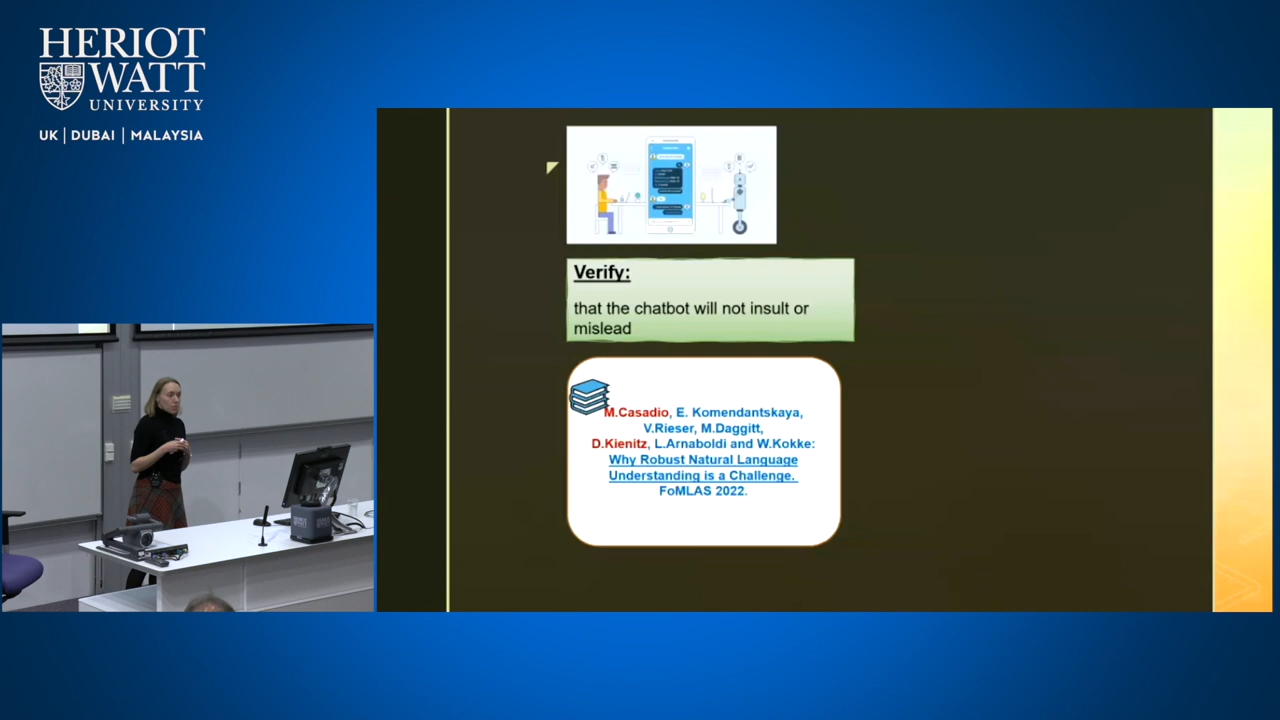 HERIOT
WATT
UNIVERSITY
UK | DUBAI | MALAYSIA
Verify:
that the chatbot will not insult or
mislead
M.Casadio, E. Komendantskaya,
V.Rieser, M.Daggitt,
D.Kienitz, L.Arnaboldi and W.Kokke:
Why Robust Natural Language
Understanding is a Challenge.
FoMLAS 2022.